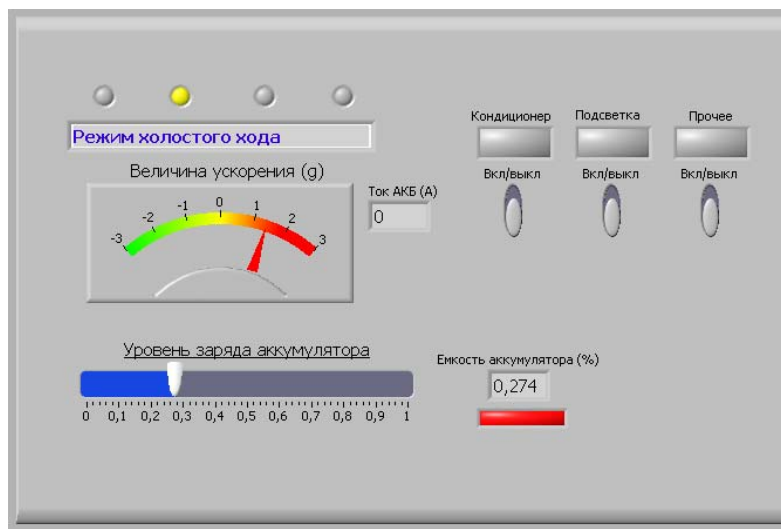 Режим холостого хода
Величина ускорения (g)
-3 -2 -1 0 1 2 3
Ток АКБ (A)
0
Кондиционер Подсветка Прочее
Вкл/выкл Вкл/выкл Вкл/выкл
Уровень заряда аккумулятора
0 0,1 0,2 0,3 0,4 0,5 0,6 0,7 0,8 0,9 1
Емкость аккумулятора (%)
0,274